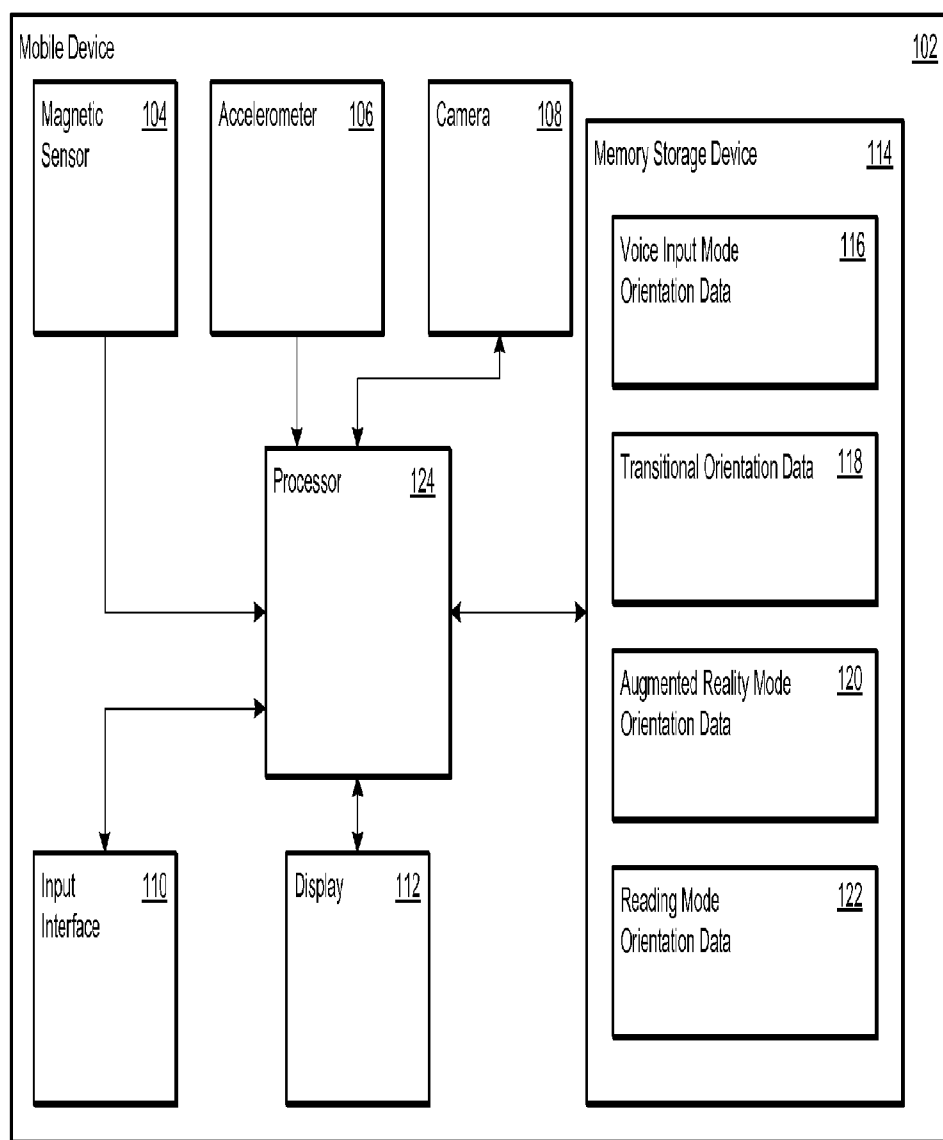 Mobile Device 102
Magnetic 104
Sensor
Accelerometer 106
Camera 108
Memory Storage Device 114
Voice Input Mode 116
Orientation Data
Transitional Orientation Data 118
Processor 124
Augmented Reality Mode 120
Orientation Data
Input 110
Interface
Display 112
Reading Mode 122
Orientation Data